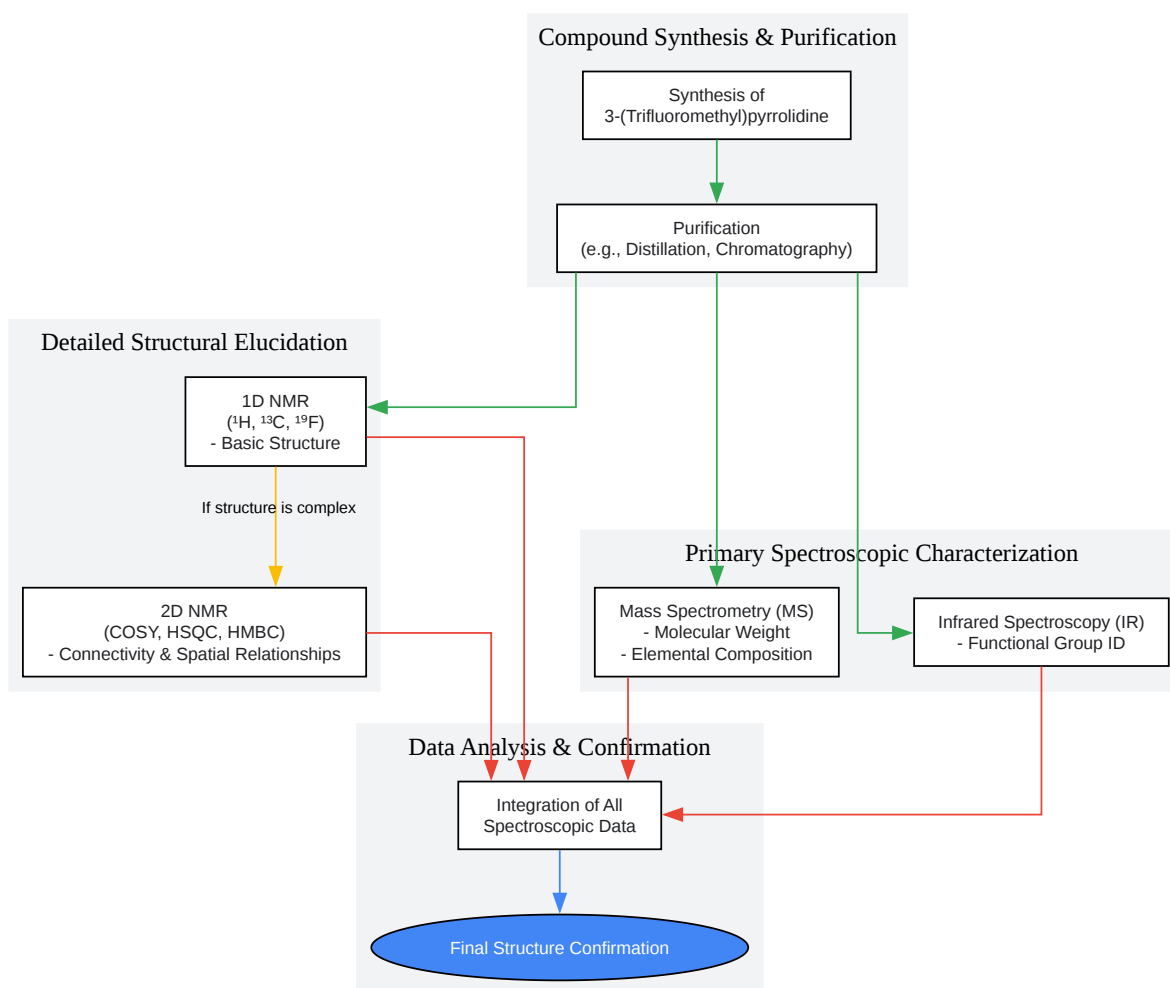 Compound Synthesis & Purification
Synthesis of
3-(Trifluoromethyl)pyrrolidine
Purification
(e.g., Distillation, Chromatography)
Detailed Structural Elucidation
1D NMR
(¹H, ¹³C, ¹⁹F)
- Basic Structure
If structure is complex
2D NMR
(COSY, HSQC, HMBC)
- Connectivity & Spatial Relationships
Primary Spectroscopic Characterization
Mass Spectrometry (MS)
- Molecular Weight
- Elemental Composition
Infrared Spectroscopy (IR)
- Functional Group ID
Data Analysis & Confirmation
Integration of All
Spectroscopic Data
Final Structure Confirmation